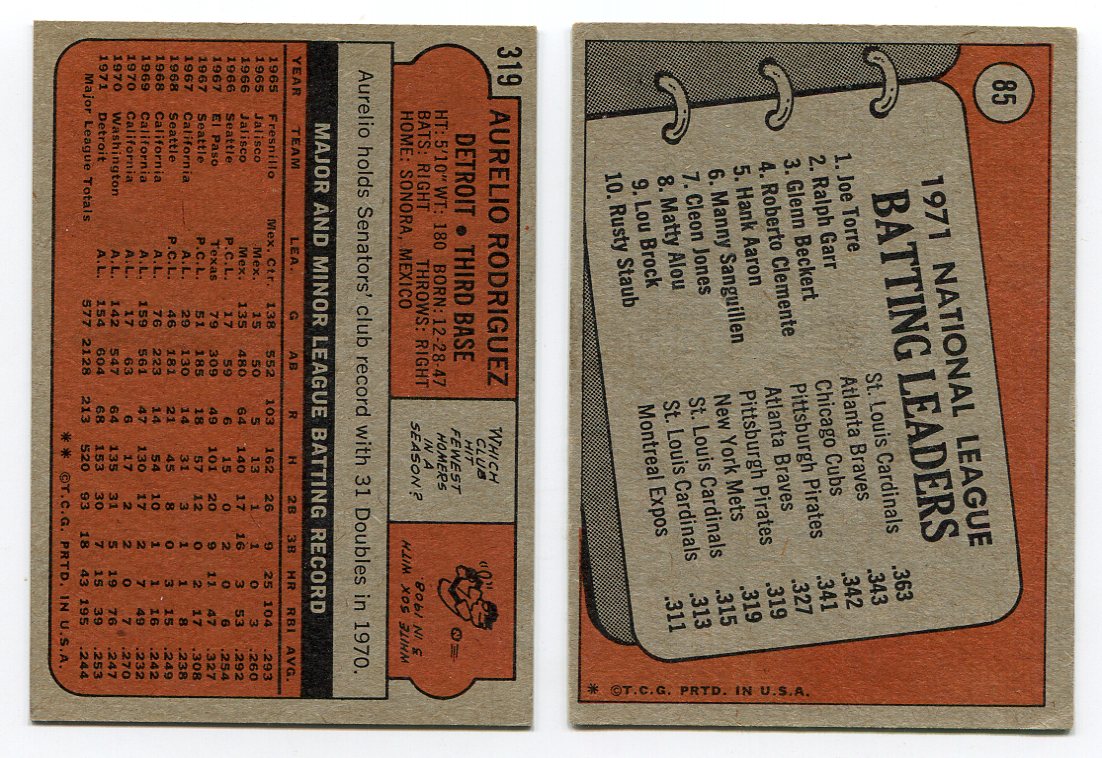 319
AURELIO RODRIGUEZ
DETROIT • THIRD BASE
HT: 5'10" WT: 180 BORN: 12-28-47
BATS: RIGHT THROWS: RIGHT
HOME: SONORA, MEXICO
WHICH
CLUB
HIT
FEWEST
HOMERS
IN A
SEASON?
"0"
WHITE SOX WITH
3 IN 1908
Aurelio holds Senators' club record with 31 Doubles in 1970.
MAJOR AND MINOR LEAGUE BATTING RECORD
YEAR TEAM LEA. G AB R H 2B 3B HR RBI AVG.
1965 Fresnillo Mex. Ctr. 138 552 103 162 26 9 25 104 .293
1965 Jalisco Mex. 15 50 5 13 1 1 0 3 .260
1966 Jalisco Mex. 135 480 64 140 17 16 3 53 .292
1966 Seattle P.C.L. 17 59 6 15 0 2 0 6 .254
1967 El Paso Texas 79 309 49 101 20 9 11 47 .327
1967 Seattle P.C.L. 51 185 18 57 12 0 2 17 .308
1967 California A.L. 29 130 14 31 3 1 1 8 .238
1968 Seattle P.C.L. 46 181 21 45 8 0 3 15 .249
1968 California A.L. 76 223 14 54 10 1 1 16 .242
1969 California A.L. 159 561 47 130 17 2 7 49 .232
1970 California A.L. 17 63 6 17 2 2 0 7 .270
1970 Washington A.L. 142 547 64 135 31 5 19 76 .247
1971 Detroit A.L. 154 604 68 153 30 7 15 39 .253
Major League Totals 577 2128 213 520 93 18 43 195 .244
* * ©T.C.G. PRTD. IN U.S.A.
85
1971 NATIONAL LEAGUE
BATTING LEADERS
1. Joe Torre St. Louis Cardinals .363
2. Ralph Garr Atlanta Braves .343
3. Glenn Beckert Chicago Cubs .342
4. Roberto Clemente Pittsburgh Pirates .341
5. Hank Aaron Atlanta Braves .327
6. Manny Sanguillen Pittsburgh Pirates .319
7. Cleon Jones New York Mets .319
8. Matty Alou St. Louis Cardinals .315
9. Lou Brock St. Louis Cardinals .313
10. Rusty Staub Montreal Expos .311
* ©T.C.G. PRTD. IN U.S.A.